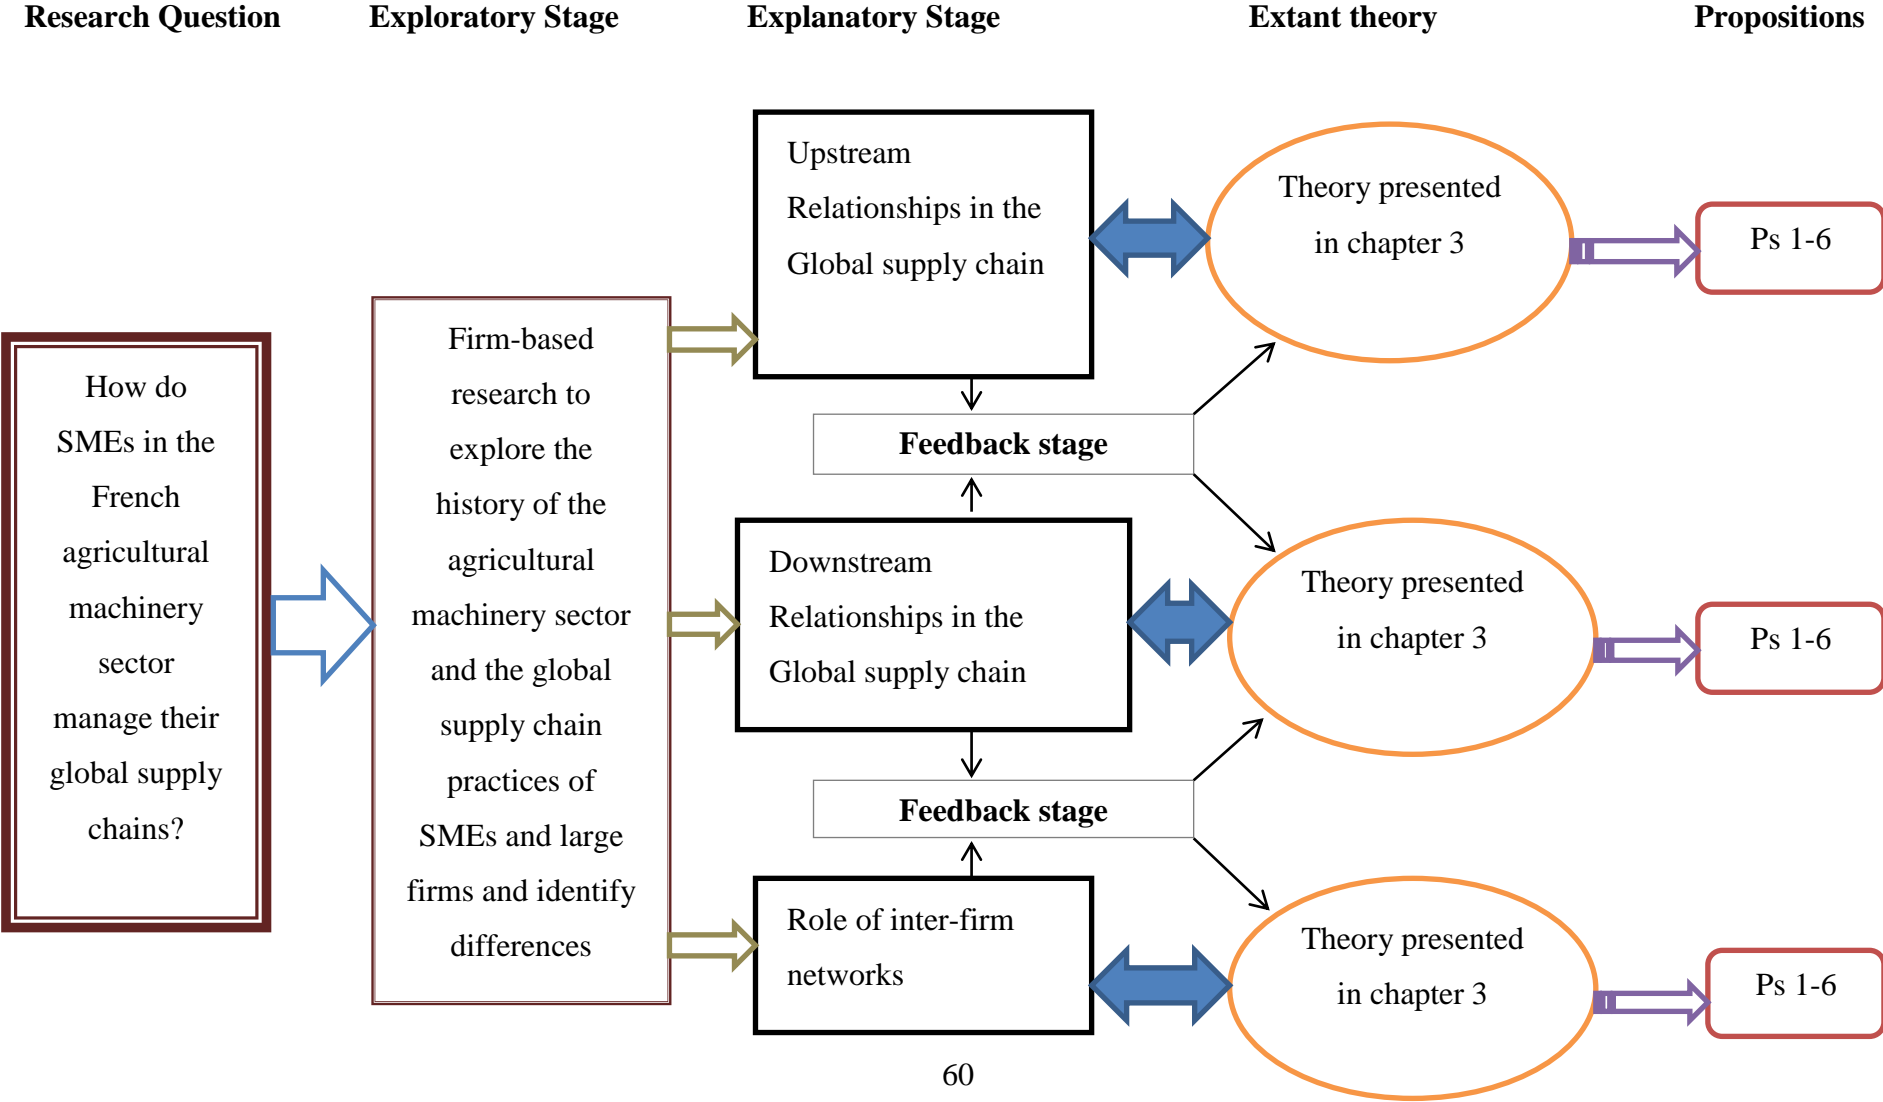 Research Question
Exploratory Stage
Explanatory Stage
Extant theory
Propositions
How do
SMEs in the
French
agricultural
machinery
sector
manage their
global supply
chains?
Firm-based
research to
explore the
history of the
agricultural
machinery sector
and the global
supply chain
practices of
SMEs and large
firms and identify
differences
Upstream
Relationships in the
Global supply chain
Feedback stage
Downstream
Relationships in the
Global supply chain
Feedback stage
Role of inter-firm
networks
Theory presented
in chapter 3
Theory presented
in chapter 3
Theory presented
in chapter 3
Ps 1-6
Ps 1-6
Ps 1-6
60